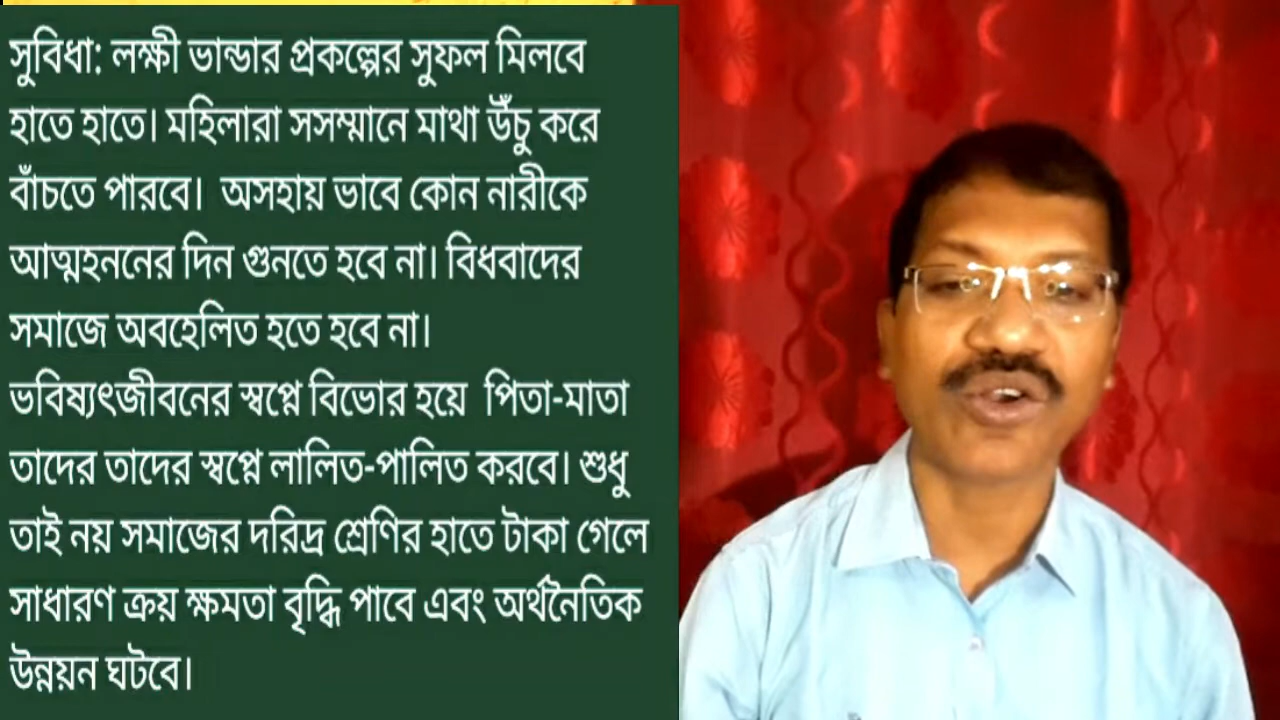 সুবিধা: লক্ষী ভান্ডার প্রকল্পের সুফল মিলবে
হাতে হাতে। মহিলারা সসম্মানে মাথা উঁচু করে
বাঁচতে পারবে। অসহায় ভাবে কোন নারীকে
আত্মহননের দিন গুনতে হবে না। বিধবাদের
সমাজে অবহেলিত হতে হবে না।
ভবিষ্যৎজীবনের স্বপ্নে বিভোর হয়ে পিতা-মাতা
তাদের তাদের স্বপ্নে লালিত-পালিত করবে। শুধু
তাই নয় সমাজের দরিদ্র শ্রেণির হাতে টাকা গেলে
সাধারণ ক্রয় ক্ষমতা বৃদ্ধি পাবে এবং অর্থনৈতিক
উন্নয়ন ঘটবে।